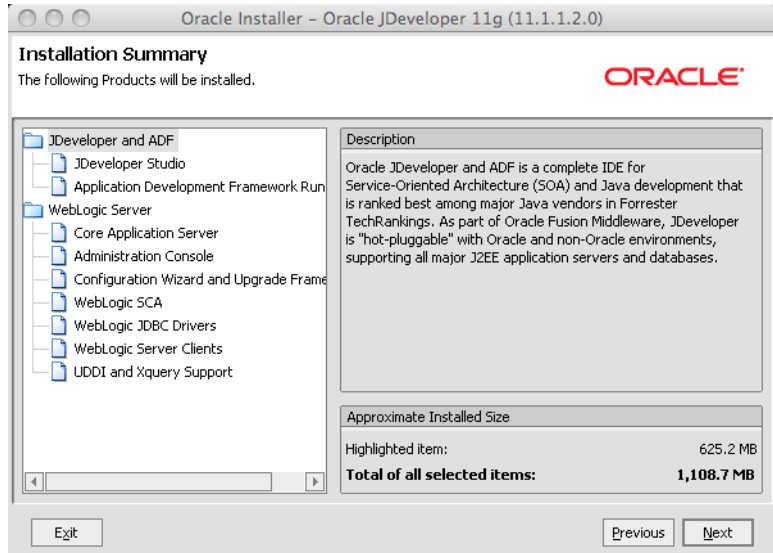 Oracle Installer – Oracle JDeveloper 11g (11.1.1.2.0)
Installation Summary
The following Products will be installed.
ORACLE
JDeveloper and ADF
JDeveloper Studio
Application Development Framework Run
WebLogic Server
Core Application Server
Administration Console
Configuration Wizard and Upgrade Frame
WebLogic SCA
WebLogic JDBC Drivers
WebLogic Server Clients
UDDI and Xquery Support
Description
Oracle JDeveloper and ADF is a complete IDE for
Service-Oriented Architecture (SOA) and Java development that
is ranked best among major Java vendors in Forrester
TechRankings. As part of Oracle Fusion Middleware, JDeveloper
is "hot-pluggable" with Oracle and non-Oracle environments,
supporting all major J2EE application servers and databases.
Approximate Installed Size
Highlighted item: 625.2 MB
Total of all selected items: 1,108.7 MB
Exit
Previous
Next